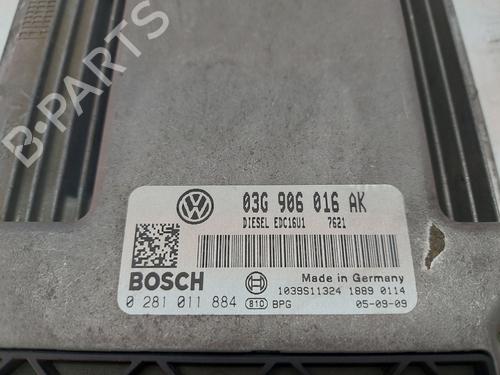 B-PARTS
03G 906 016 AK
DIESEL EDC16U1 7621
BOSCH
Made in Germany
1039S11324 1889 0114
0 281 011 884 810 BPG 05-09-09